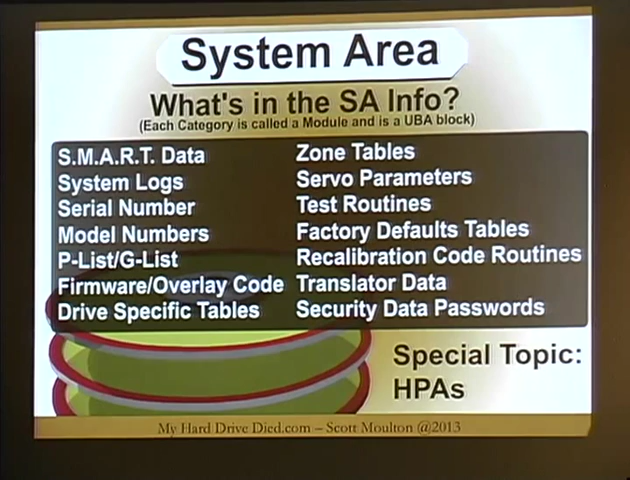 System Area
What's in the SA Info?
(Each Category is called a Module and is a UBA block)
S.M.A.R.T. Data
System Logs
Serial Number
Model Numbers
P-List/G-List
Firmware/Overlay Code
Drive Specific Tables
Zone Tables
Servo Parameters
Test Routines
Factory Defaults Tables
Recalibration Code Routines
Translator Data
Security Data Passwords
Special Topic:
HPAs
My Hard Drive Died.com – Scott Moulton @2013